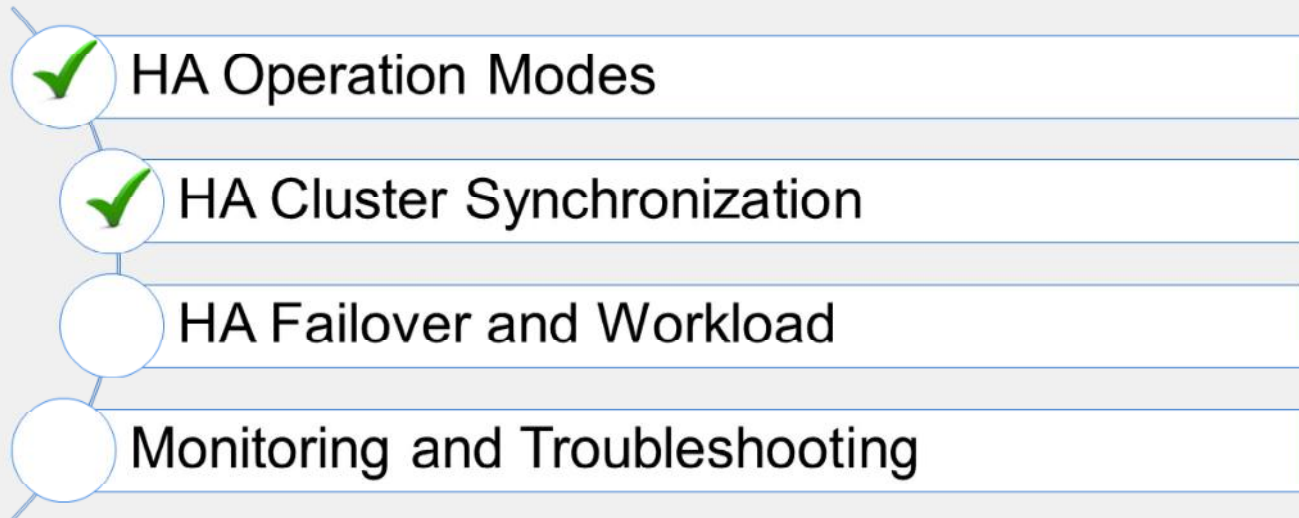 HA Operation Modes
HA Cluster Synchronization
HA Failover and Workload
Monitoring and Troubleshooting